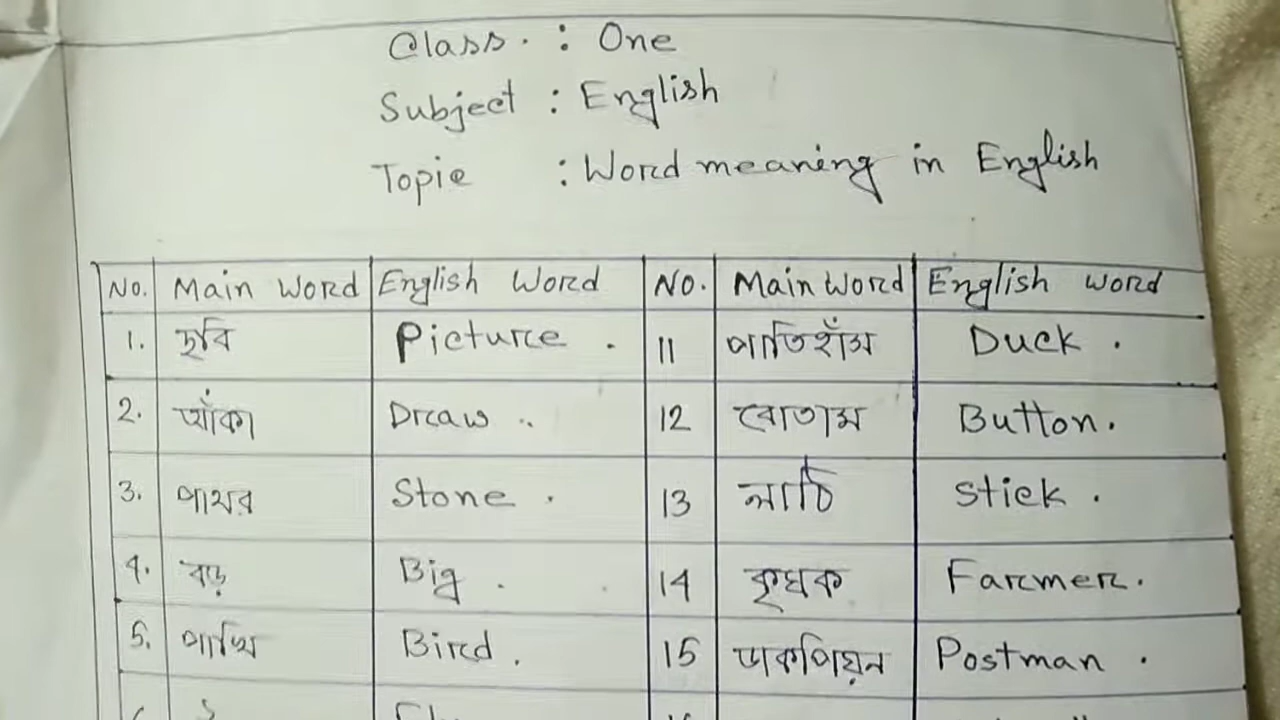 Class. : One
Subject : English
Topic : Word meaning in English
No. Main Word English Word No. Main Word English word
1. ছবি Picture. 11 পাতিহাঁস Duck.
2. আঁকা Draw.. 12 বোতাম Button.
3. পাথর Stone. 13 লাঠি Stick.
4. বড় Big. 14 কৃষক Farmer.
5. পাখি Bird. 15 ডাকপিয়ন Postman.